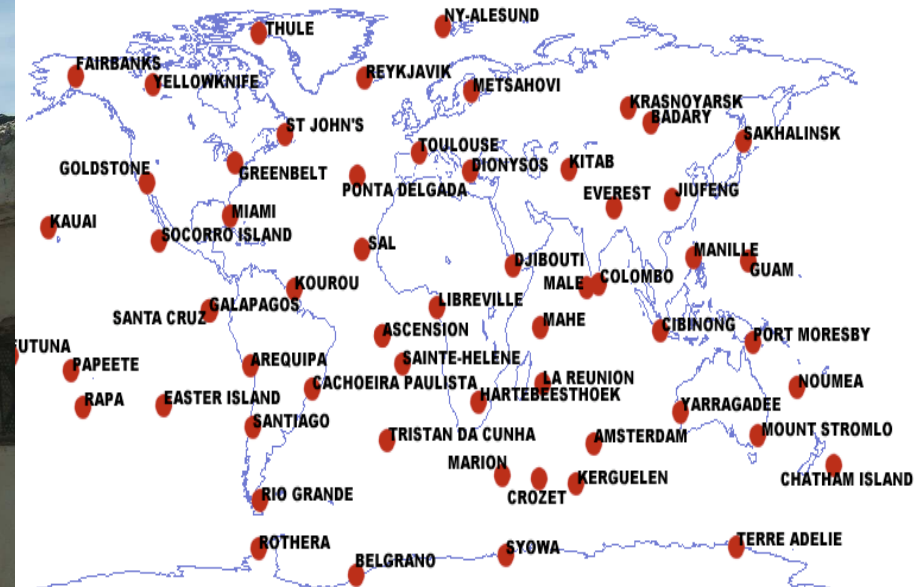 NY-ALESUND
THULE
FAIRBANKS
REYKJAVIK
YELLOWKNIFE
METSAHOVI
KRASNOYARSK
BADARY
ST JOHN'S
SAKHALINSK
TOULOUSE
GOLDSTONE
GREENBELT
DIONYSOS
KITAB
PONTA DELGADA
EVEREST
JIUFENG
MIAMI
KAUAI
SOCORRO ISLAND
SAL
MANILLE
DJIBOUTI
GUAM
KOUROU
MALE
COLOMBO
GALAPAGOS
SANTA CRUZ
LIBREVILLE
ASCENSION
MAHE
CIBINONG
PORT MORESBY
FUTUNA
PAPEETE
AREQUIPA
SAINTE-HELENE
CACHOEIRA PAULISTA
LA REUNION
NOUMEA
RAPA
EASTER ISLAND
HARTEBEESTHOEK
YARRAGADEE
SANTIAGO
TRISTAN DA CUNHA
AMSTERDAM
MOUNT STROMLO
MARION
KERGUELEN
CHATHAM ISLAND
RIO GRANDE
CROZET
ROTHERA
SYOWA
TERRE ADELIE
BELGRANO